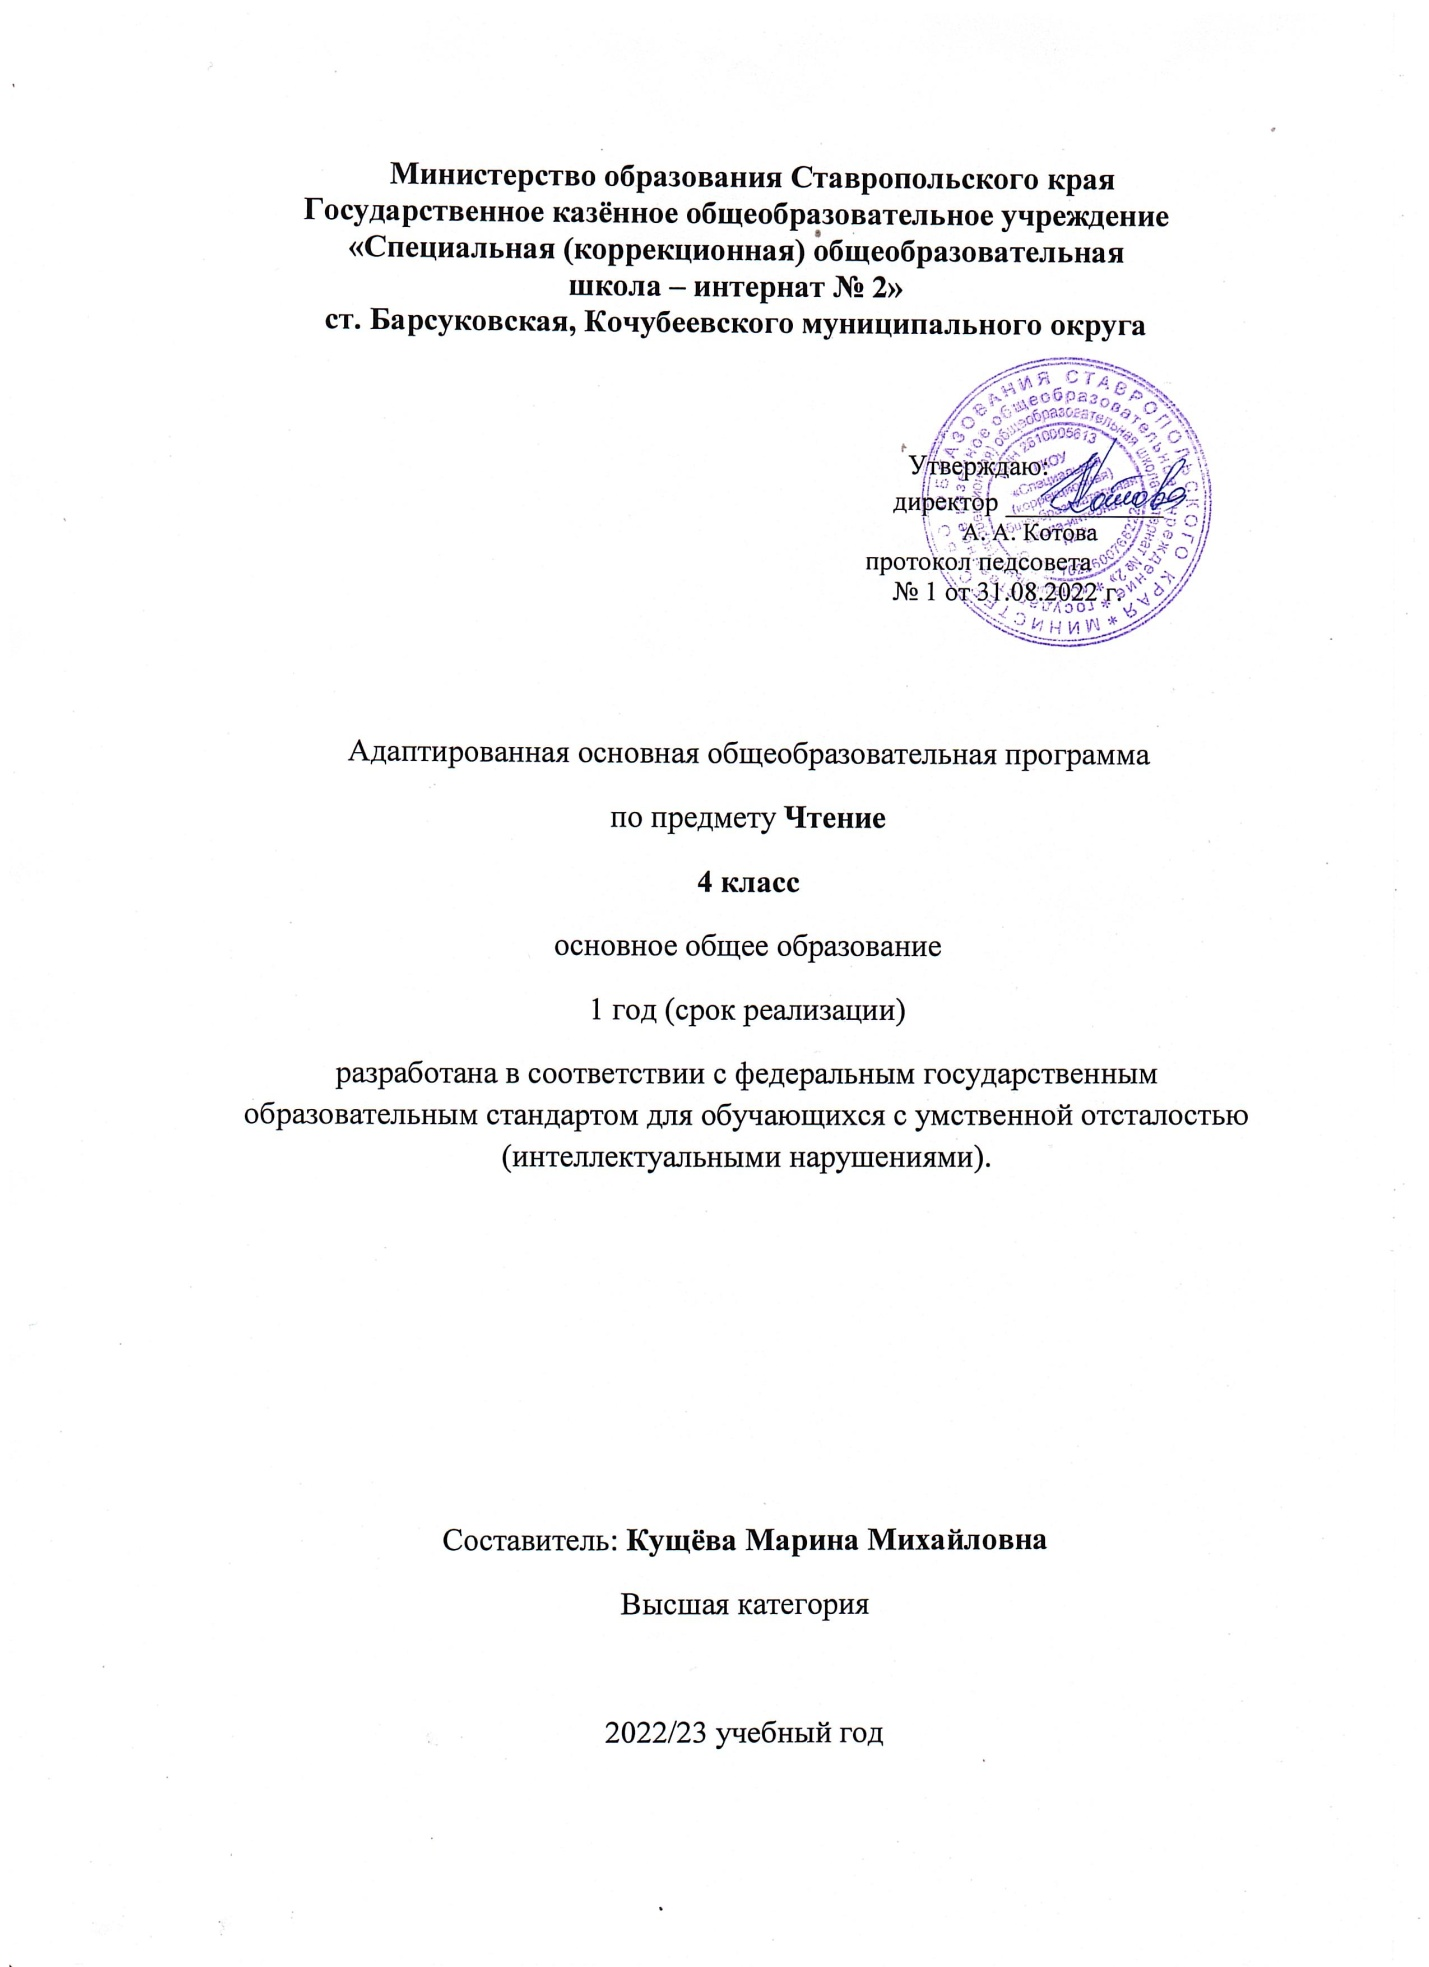 Министерство образования Ставропольского края
Государственное казённое общеобразовательное учреждение
«Специальная (коррекционная) общеобразовательная
школа – интернат № 2»
ст. Барсуковская, Кочубеевского муниципального округа
Утверждаю:
директор ____________
А. А. Котова
протокол педсовета
№ 1 от 31.08.2022 г.
Адаптированная основная общеобразовательная программа
по предмету Чтение
4 класс
основное общее образование
1 год (срок реализации)
разработана в соответствии с федеральным государственным
образовательным стандартом для обучающихся с умственной отсталостью
(интеллектуальными нарушениями).
Составитель: Кущёва Марина Михайловна
Высшая категория
2022/23 учебный год